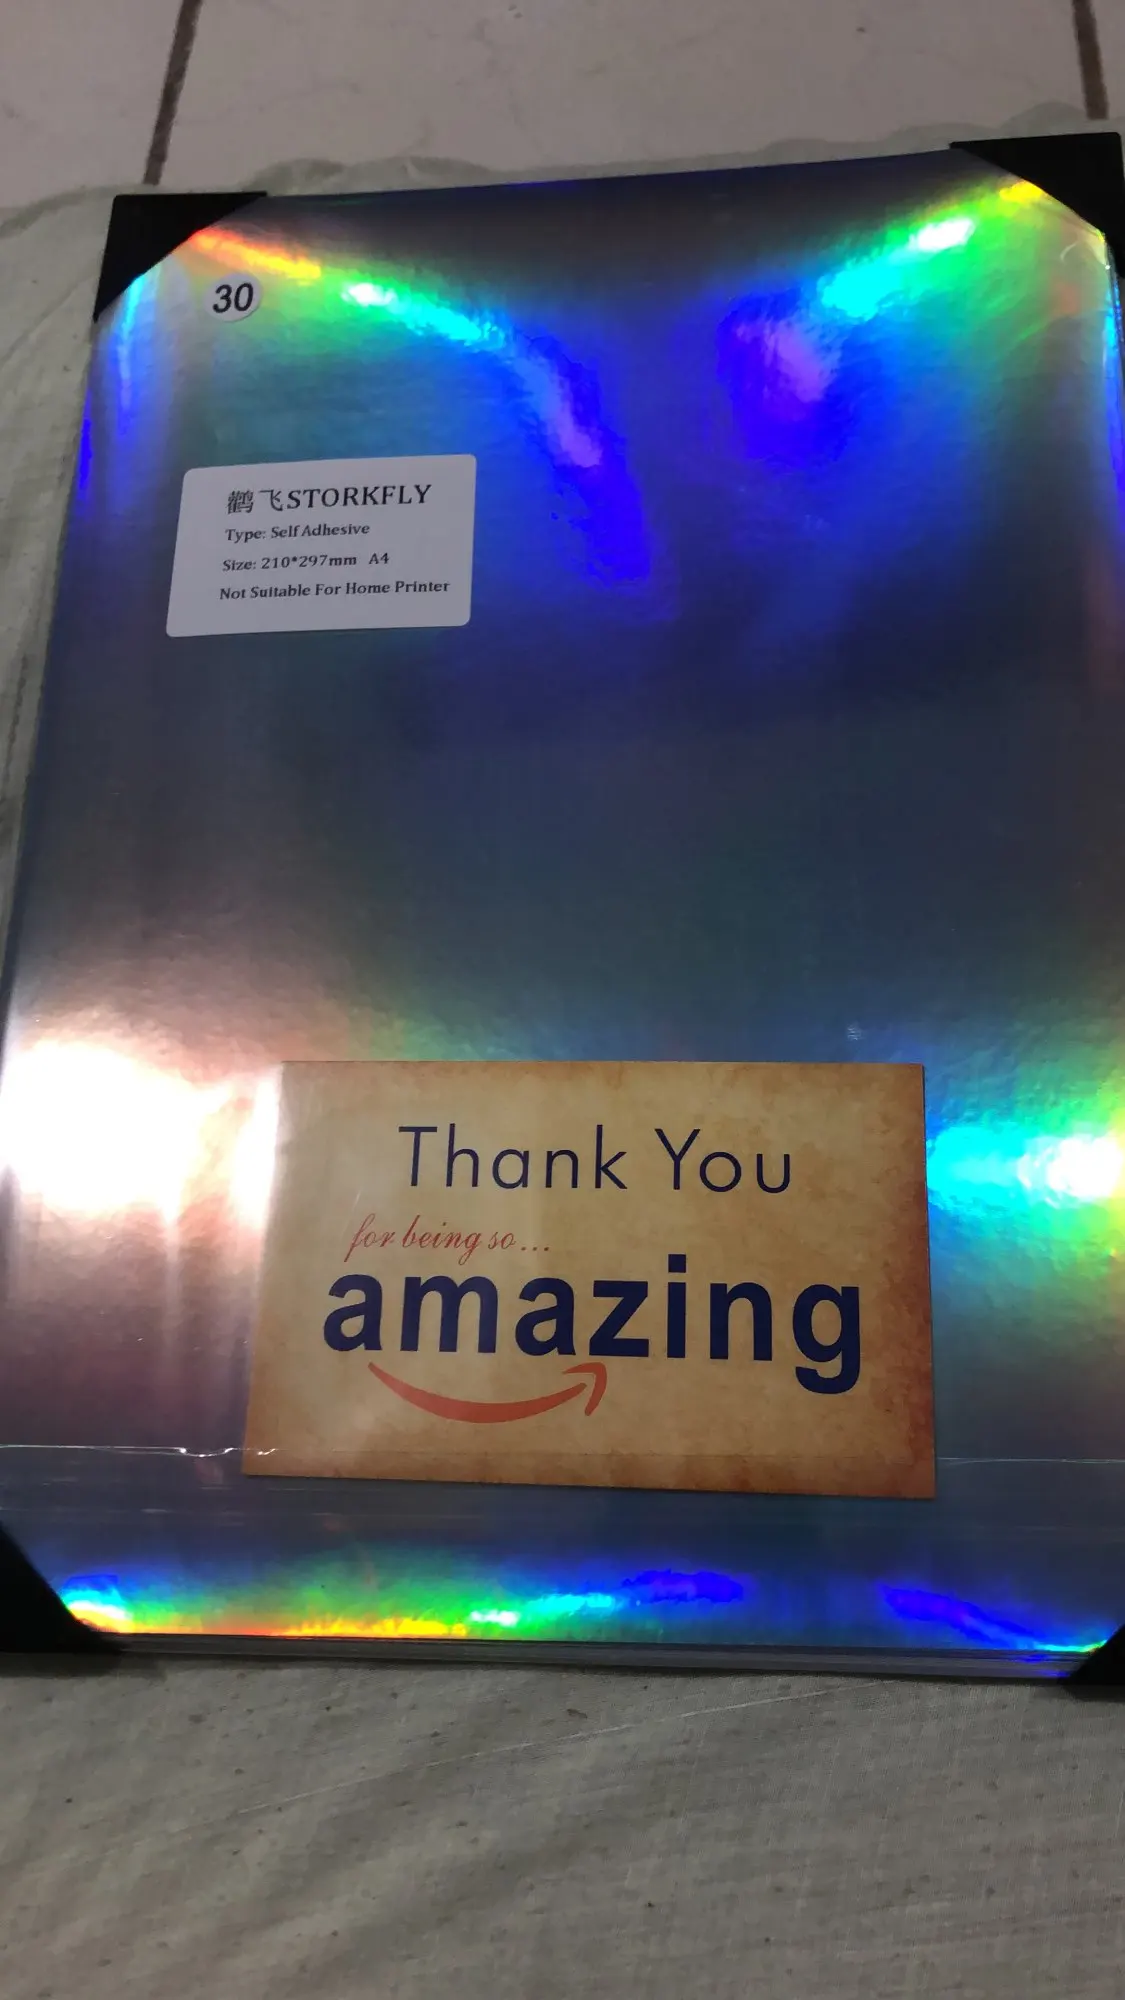 30
鹳飞STORKFLY
Type: Self Adhesive
Size: 210*297mm A4
Not Suitable For Home Printer
Thank You
for being so...
amazing